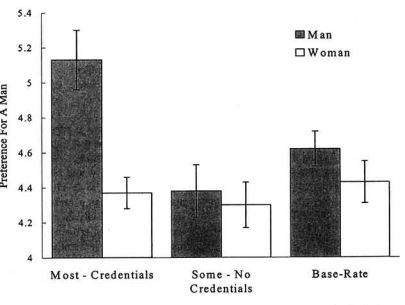 5.4
5.2
5
4.8
4.6
4.4
4.2
4
Preference For A Man
Man
Woman
Most - Credentials
Some - No
Credentials
Base-Rate